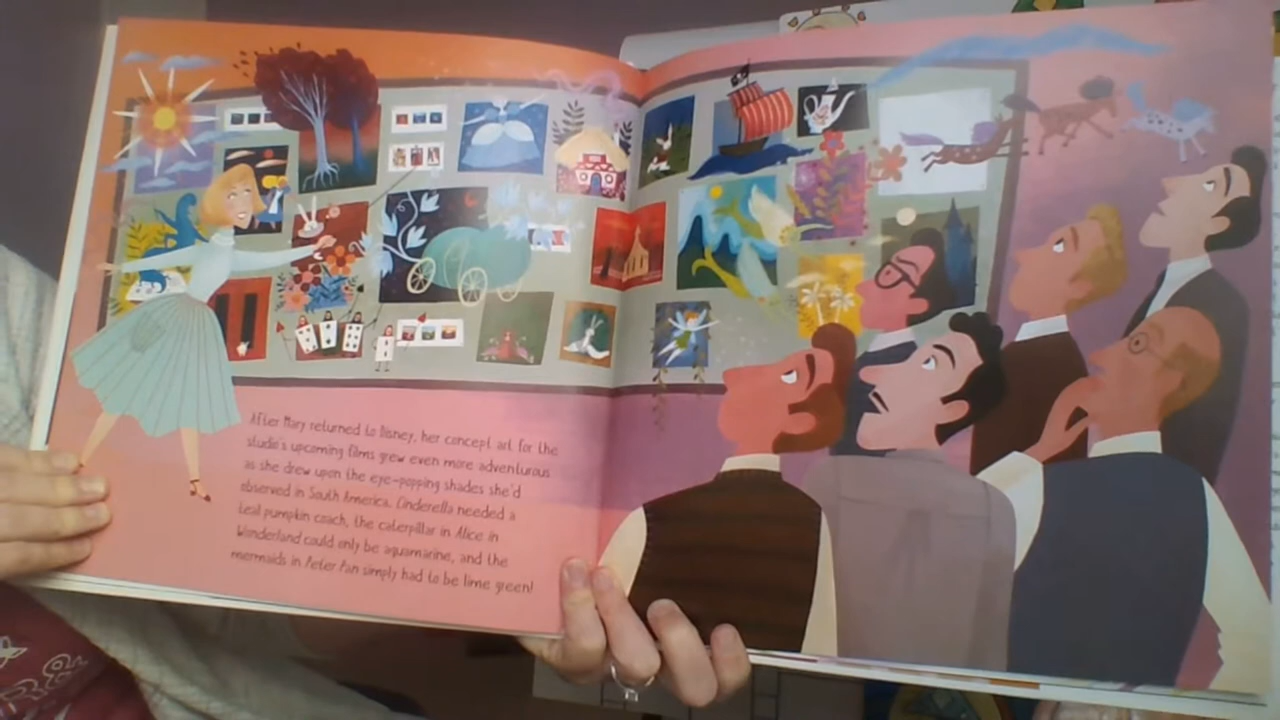 After Mary returned to Disney, her concept art for the
studio's upcoming films grew even more adventurous
as she drew upon the eye-popping shades she'd
observed in South America. Cinderella needed a
teal pumpkin coach, the caterpillar in Alice in
Wonderland could only be aquamarine, and the
mermaids in Peter Pan simply had to be lime green!